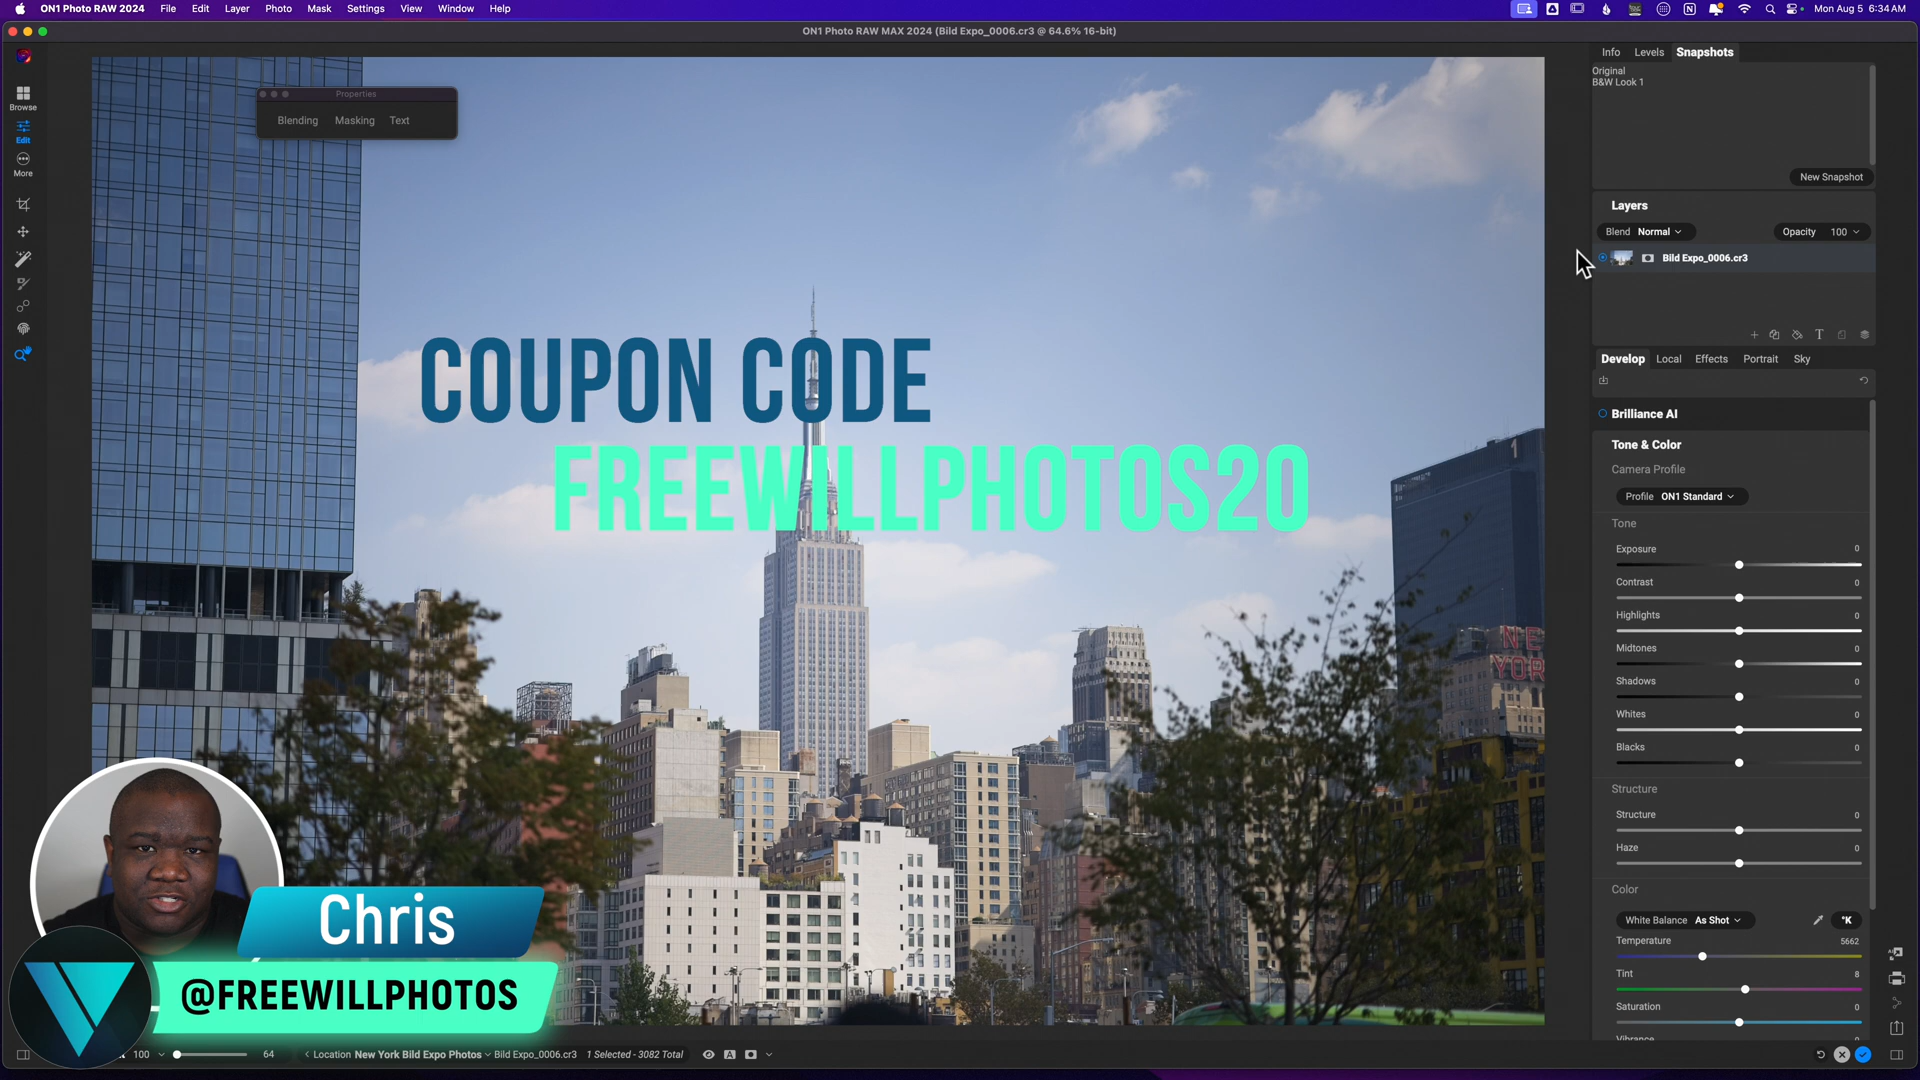 ON1 Photo RAW 2024 File Edit Layer Photo Mask Settings View Window Help
Mon Aug 5 6:34 AM
ON1 Photo RAW MAX 2024 (Bild Expo_0006.cr3 @ 64.6% 16-bit)
Browse
Edit
More
Properties
Blending Masking Text
COUPON CODE
FREEWILLPHOTOS20
1
NE
YOR
Chris
@FREEWILLPHOTOS
Info Levels Snapshots
Original
B&W Look 1
New Snapshot
Layers
Blend Normal Opacity 100
Bild Expo_0006.cr3
Develop Local Effects Portrait Sky
Brilliance AI
Tone & Color
Camera Profile
Profile ON1 Standard
Tone
Exposure 0
Contrast 0
Highlights 0
Midtones 0
Shadows 0
Whites 0
Blacks 0
Structure
Structure 0
Haze 0
Color
White Balance As Shot °K
Temperature 5662
Tint 8
Saturation 0
100 64 Location New York Bild Expo Photos Bild Expo_0006.cr3 1 Selected - 3082 Total A